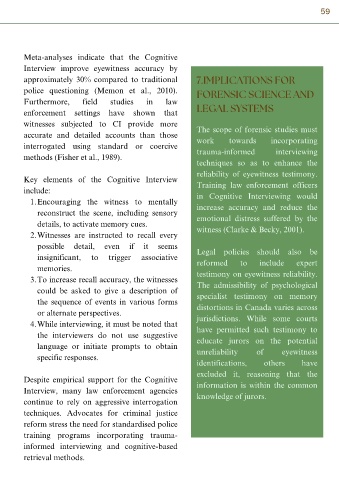 59
Meta-analyses indicate that the Cognitive
Interview improve eyewitness accuracy by
approximately 30% compared to traditional
police questioning (Memon et al., 2010).
Furthermore, field studies in law
enforcement settings have shown that
witnesses subjected to CI provide more
accurate and detailed accounts than those
interrogated using standard or coercive
methods (Fisher et al., 1989).
Key elements of the Cognitive Interview
include:
1. Encouraging the witness to mentally
reconstruct the scene, including sensory
details, to activate memory cues.
2. Witnesses are instructed to recall every
possible detail, even if it seems
insignificant, to trigger associative
memories.
3. To increase recall accuracy, the witnesses
could be asked to give a description of
the sequence of events in various forms
or alternate perspectives.
4. While interviewing, it must be noted that
the interviewers do not use suggestive
language or initiate prompts to obtain
specific responses.
Despite empirical support for the Cognitive
Interview, many law enforcement agencies
continue to rely on aggressive interrogation
techniques. Advocates for criminal justice
reform stress the need for standardised police
training programs incorporating trauma-
informed interviewing and cognitive-based
retrieval methods.
7.IMPLICATIONS FOR
FORENSIC SCIENCE AND
LEGAL SYSTEMS
The scope of forensic studies must
work towards incorporating
trauma-informed interviewing
techniques so as to enhance the
reliability of eyewitness testimony.
Training law enforcement officers
in Cognitive Interviewing would
increase accuracy and reduce the
emotional distress suffered by the
witness (Clarke & Becky, 2001).
Legal policies should also be
reformed to include expert
testimony on eyewitness reliability.
The admissibility of psychological
specialist testimony on memory
distortions in Canada varies across
jurisdictions. While some courts
have permitted such testimony to
educate jurors on the potential
unreliability of eyewitness
identifications, others have
excluded it, reasoning that the
information is within the common
knowledge of jurors.